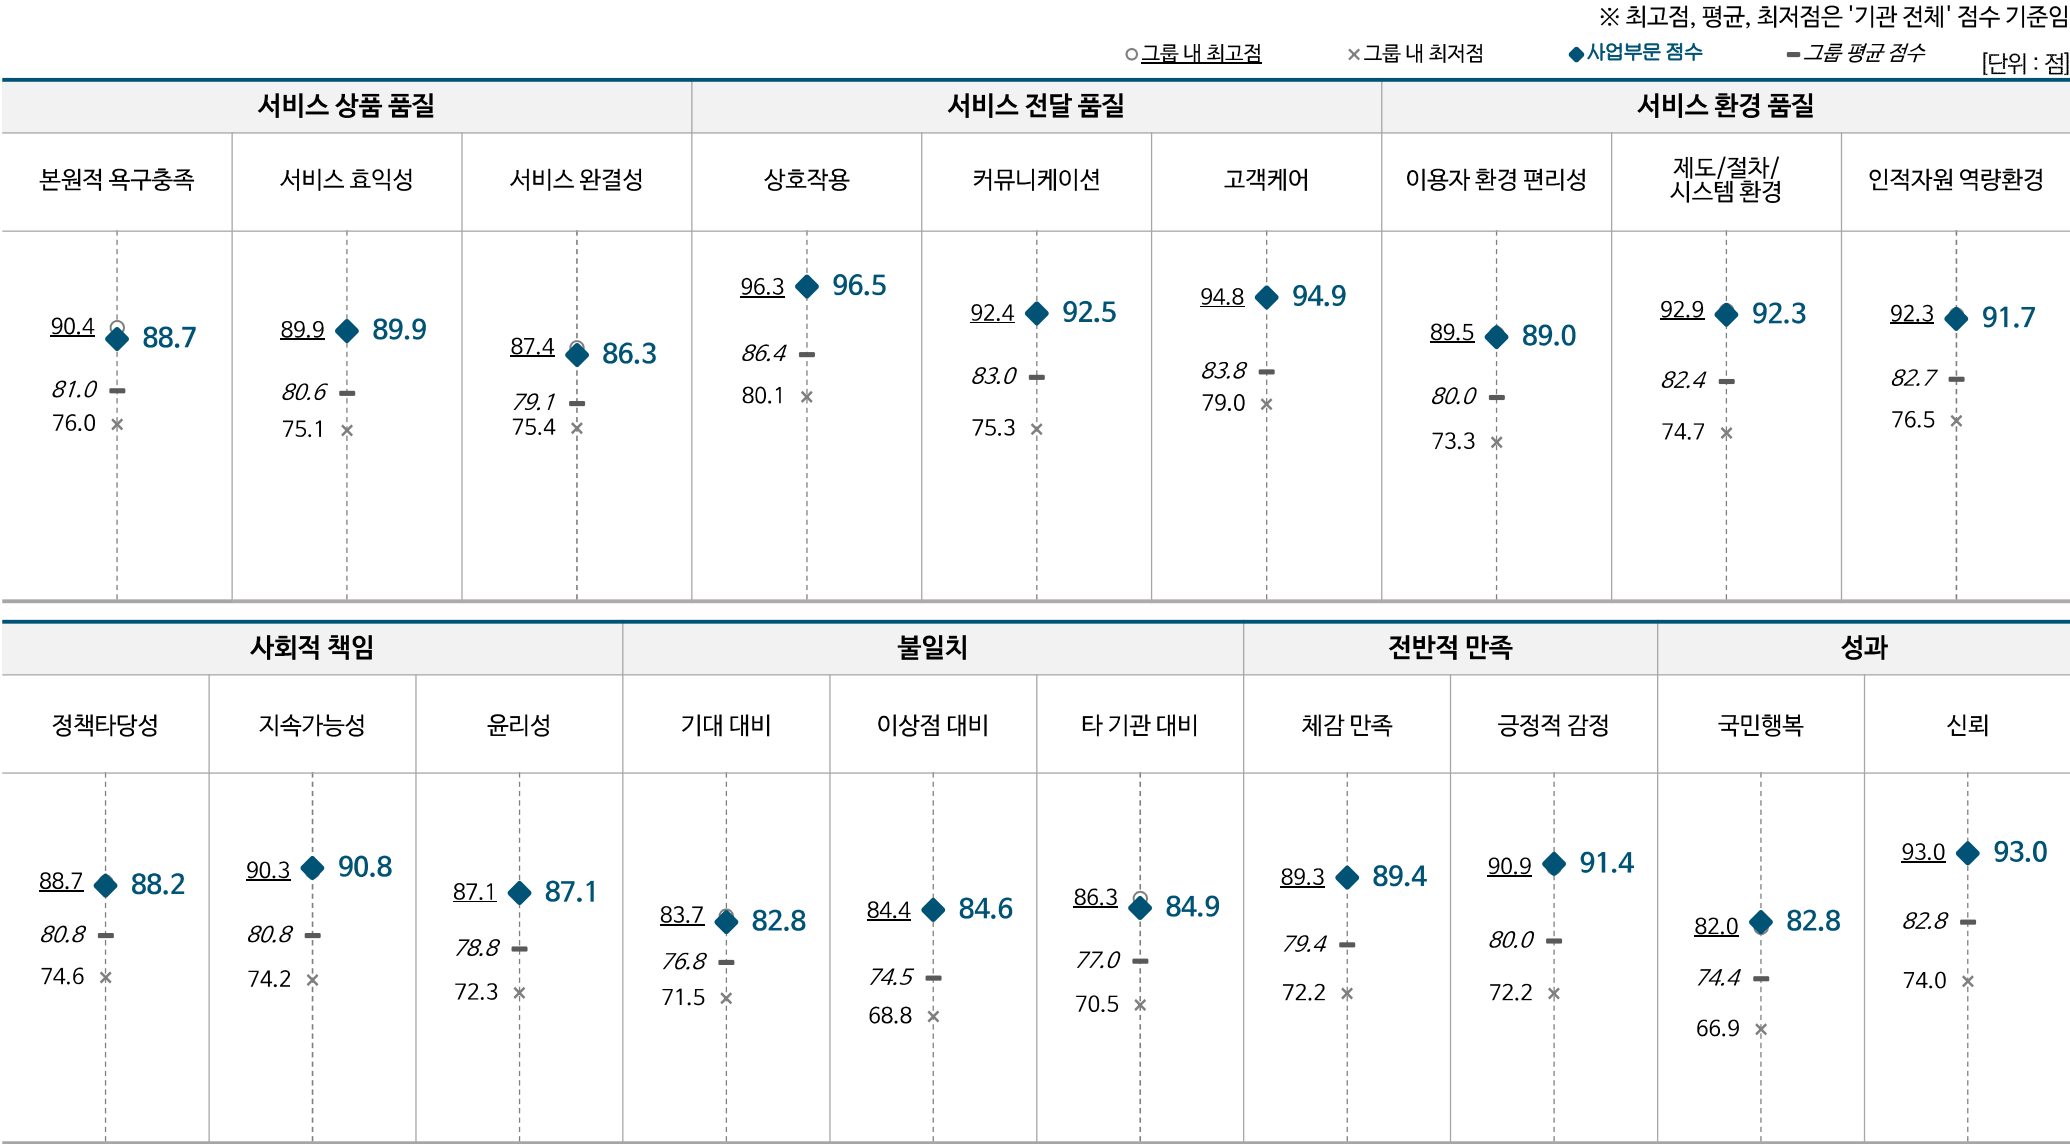 ※ 최고점, 평균, 최저점은 '기관 전체' 점수 기준임
그룹 내 최고점 그룹 내 최저점 사업부문 점수 그룹 평균 점수 [단위 : 점]
서비스 상품 품질 서비스 전달 품질 서비스 환경 품질
본원적 욕구충족 서비스 효익성 서비스 완결성 상호작용 커뮤니케이션 고객케어 이용자 환경 편리성 제도/절차/ 인적자원 역량환경
시스템 환경
90.4 88.7 89.9 89.9 87.4 86.3 96.3 96.5 92.4 92.5 94.8 94.9 89.5 89.0 92.9 92.3 92.3 91.7
81.0 80.6 79.1 86.4 83.0 83.8 80.0 82.4 82.7
76.0 75.1 75.4 80.1 75.3 79.0 73.3 74.7 76.5
사회적 책임 불일치 전반적 만족 성과
정책타당성 지속가능성 윤리성 기대 대비 이상점 대비 타 기관 대비 체감 만족 긍정적 감정 국민행복 신뢰
88.7 88.2 90.3 90.8 87.1 87.1 83.7 82.8 84.4 84.6 86.3 84.9 89.3 89.4 90.9 91.4 82.0 82.8 93.0 93.0
80.8 80.8 78.8 76.8 74.5 77.0 79.4 80.0 74.4 82.8
74.6 74.2 72.3 71.5 68.8 70.5 72.2 72.2 66.9 74.0